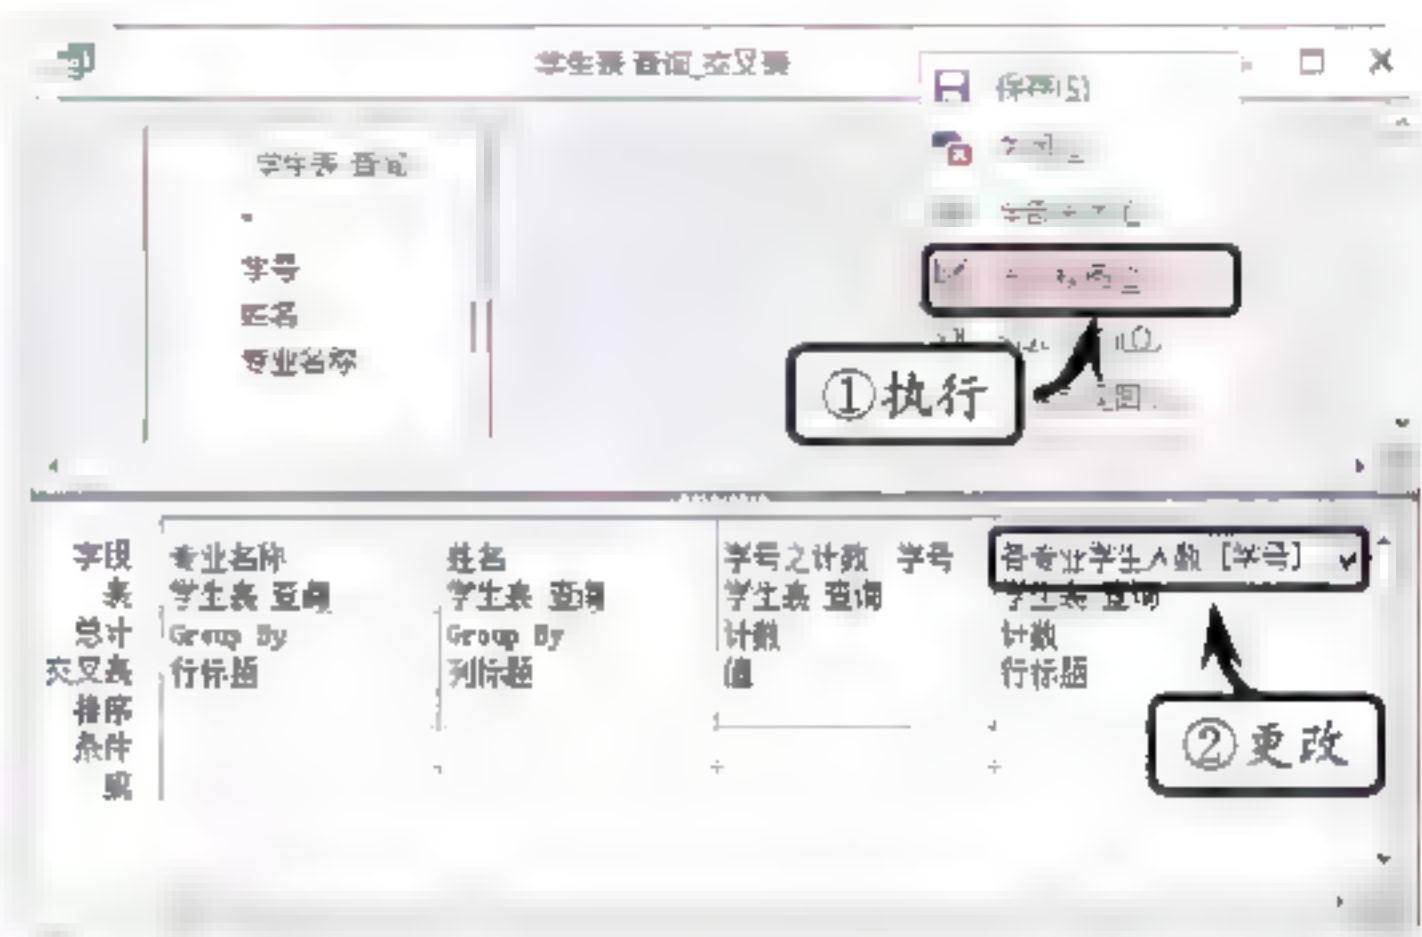 学生表 查询_交叉表
保存(S)
学生表 查询
学号
姓名
专业名称
①执行
字段 专业名称 姓名 学号之计数 学号 各专业学生人数 [学号]
表 学生表 查询 学生表 查询 学生表 查询 学生表 查询
总计 Group By Group By 计数 计数
交叉表 行标题 列标题 值 行标题
排序
条件
或
②更改